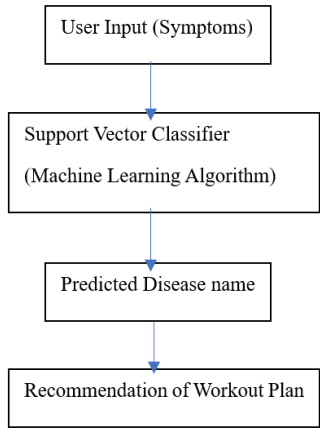 User Input (Symptoms)
Support Vector Classifier
(Machine Learning Algorithm)
Predicted Disease name
Recommendation of Workout Plan